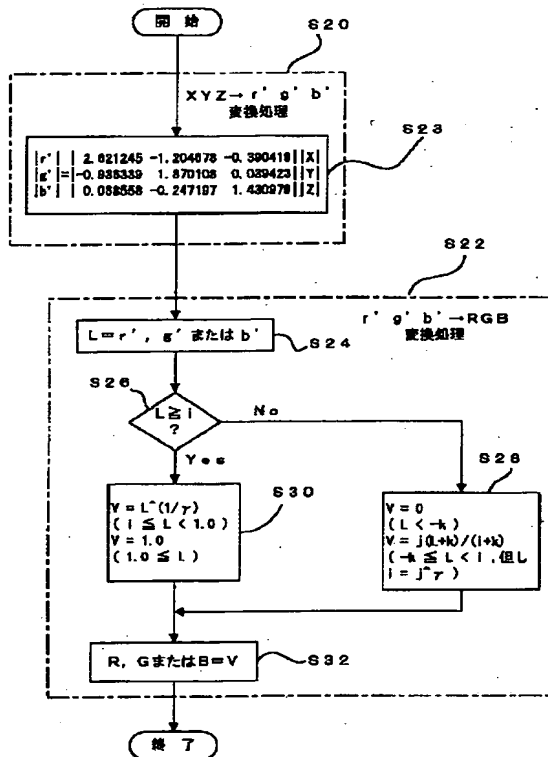 開 始
S20
XYZ→r' g' b'
変換処理
S23
|r'| | 2.621245 -1.204678 -0.390419||X|
|g'|=|-0.938339 1.870108 0.039423||Y|
|b'| | 0.088558 -0.247197 1.430979||Z|
S22
r' g' b'→RGB
変換処理
L=r', g' または b'
S24
S26
L≧i
?
No
Yes
S30
V=L^(1/γ)
(i≦L<1.0)
V=1.0
(1.0≦L)
S28
V=0
(L<-k)
V=j(L+k)/(i+k)
(-k≦L<i,但し
i=j^γ)
R, GまたはB=V
S32
終 了